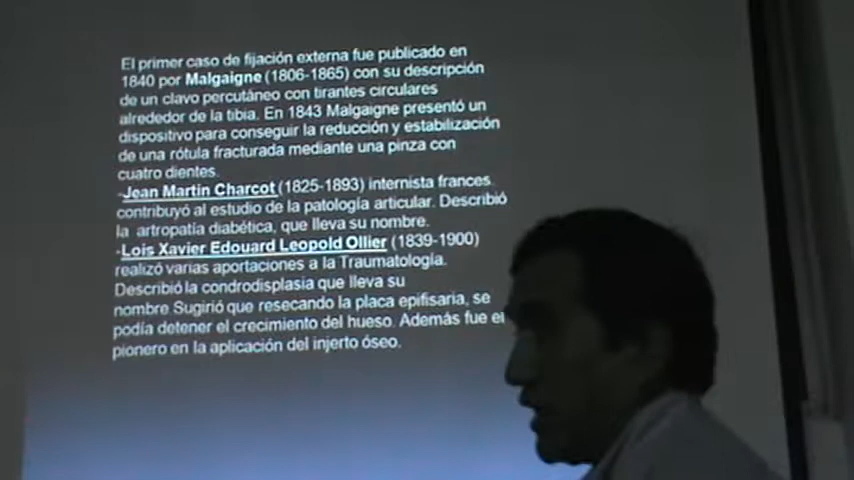 El primer caso de fijación externa fue publicado en
1840 por Malgaigne (1806-1865) con su descripción
de un clavo percutáneo con tirantes circulares
alrededor de la tibia. En 1843 Malgaigne presentó un
dispositivo para conseguir la reducción y estabilización
de una rótula fracturada mediante una pinza con
cuatro dientes.
-Jean Martin Charcot (1825-1893) internista frances
contribuyó al estudio de la patología articular. Describió
la artropatía diabética, que lleva su nombre.
-Lois Xavier Edouard Leopold Ollier (1839-1900)
realizó varias aportaciones a la Traumatología.
Describió la condrodisplasia que lleva su
nombre.Sugirió que resecando la placa epifisaria, se
podía detener el crecimiento del hueso. Además fue el
pionero en la aplicación del injerto óseo.